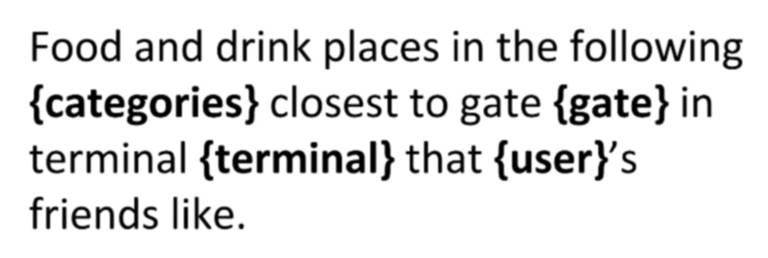 Food and drink places in the following
{categories} closest to gate {gate} in
terminal {terminal} that {user}’s
friends like.